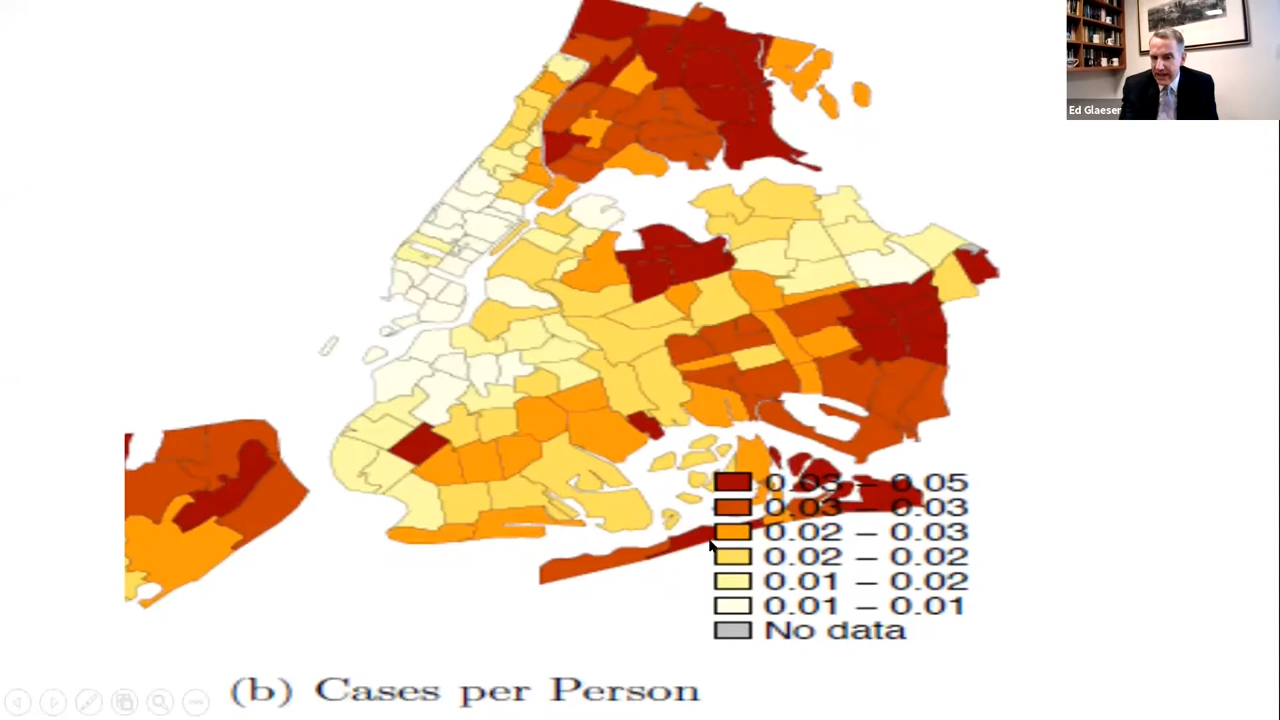 Ed Glaeser
0.03 – 0.05
0.03 – 0.03
0.02 – 0.03
0.02 – 0.02
0.01 – 0.02
0.01 – 0.01
No data
(b) Cases per Person